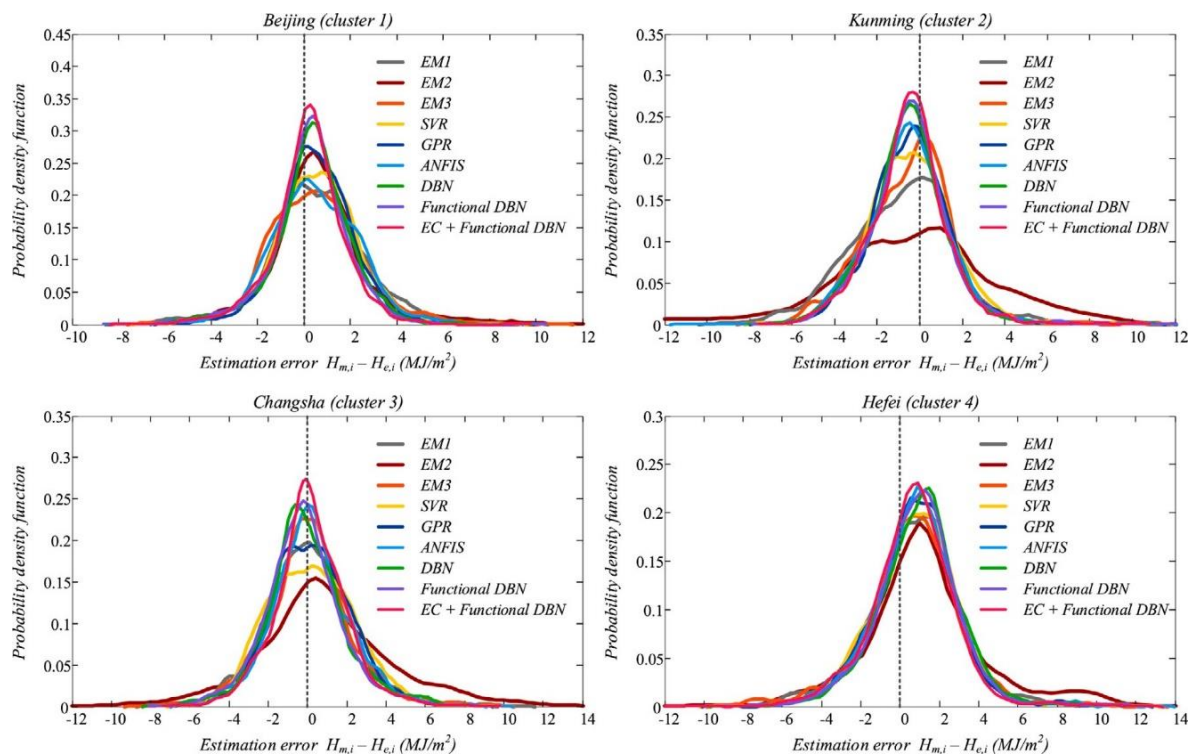 Beijing (cluster 1)
0.45
0.4
0.35
0.3
0.25
0.2
0.15
0.1
0.05
0
Probability density function
EM1
EM2
EM3
SVR
GPR
ANFIS
DBN
Functional DBN
EC + Functional DBN
-10 -8 -6 -4 -2 0 2 4 6 8 10 12
Estimation error H_m,i – H_e,i (MJ/m²)
Kunming (cluster 2)
0.35
0.3
0.25
0.2
0.15
0.1
0.05
0
Probability density function
EM1
EM2
EM3
SVR
GPR
ANFIS
DBN
Functional DBN
EC + Functional DBN
-12 -10 -8 -6 -4 -2 0 2 4 6 8 10 12
Estimation error H_m,i – H_e,i (MJ/m²)
Changsha (cluster 3)
0.35
0.3
0.25
0.2
0.15
0.1
0.05
0
Probability density function
EM1
EM2
EM3
SVR
GPR
ANFIS
DBN
Functional DBN
EC + Functional DBN
-12 -10 -8 -6 -4 -2 0 2 4 6 8 10 12 14
Estimation error H_m,i – H_e,i (MJ/m²)
Hefei (cluster 4)
0.3
0.25
0.2
0.15
0.1
0.05
0
Probability density function
EM1
EM2
EM3
SVR
GPR
ANFIS
DBN
Functional DBN
EC + Functional DBN
-12 -10 -8 -6 -4 -2 0 2 4 6 8 10 12 14
Estimation error H_m,i – H_e,i (MJ/m²)